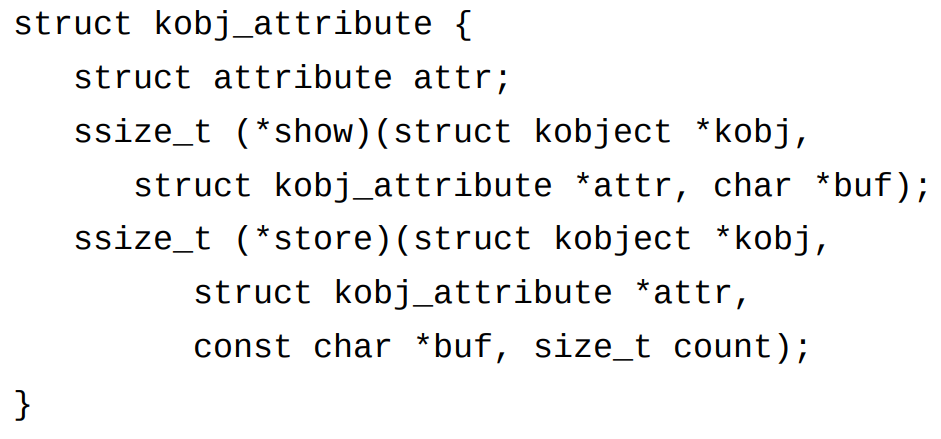 struct kobj_attribute {
struct attribute attr;
ssize_t (*show)(struct kobject *kobj,
struct kobj_attribute *attr, char *buf);
ssize_t (*store)(struct kobject *kobj,
struct kobj_attribute *attr,
const char *buf, size_t count);
}